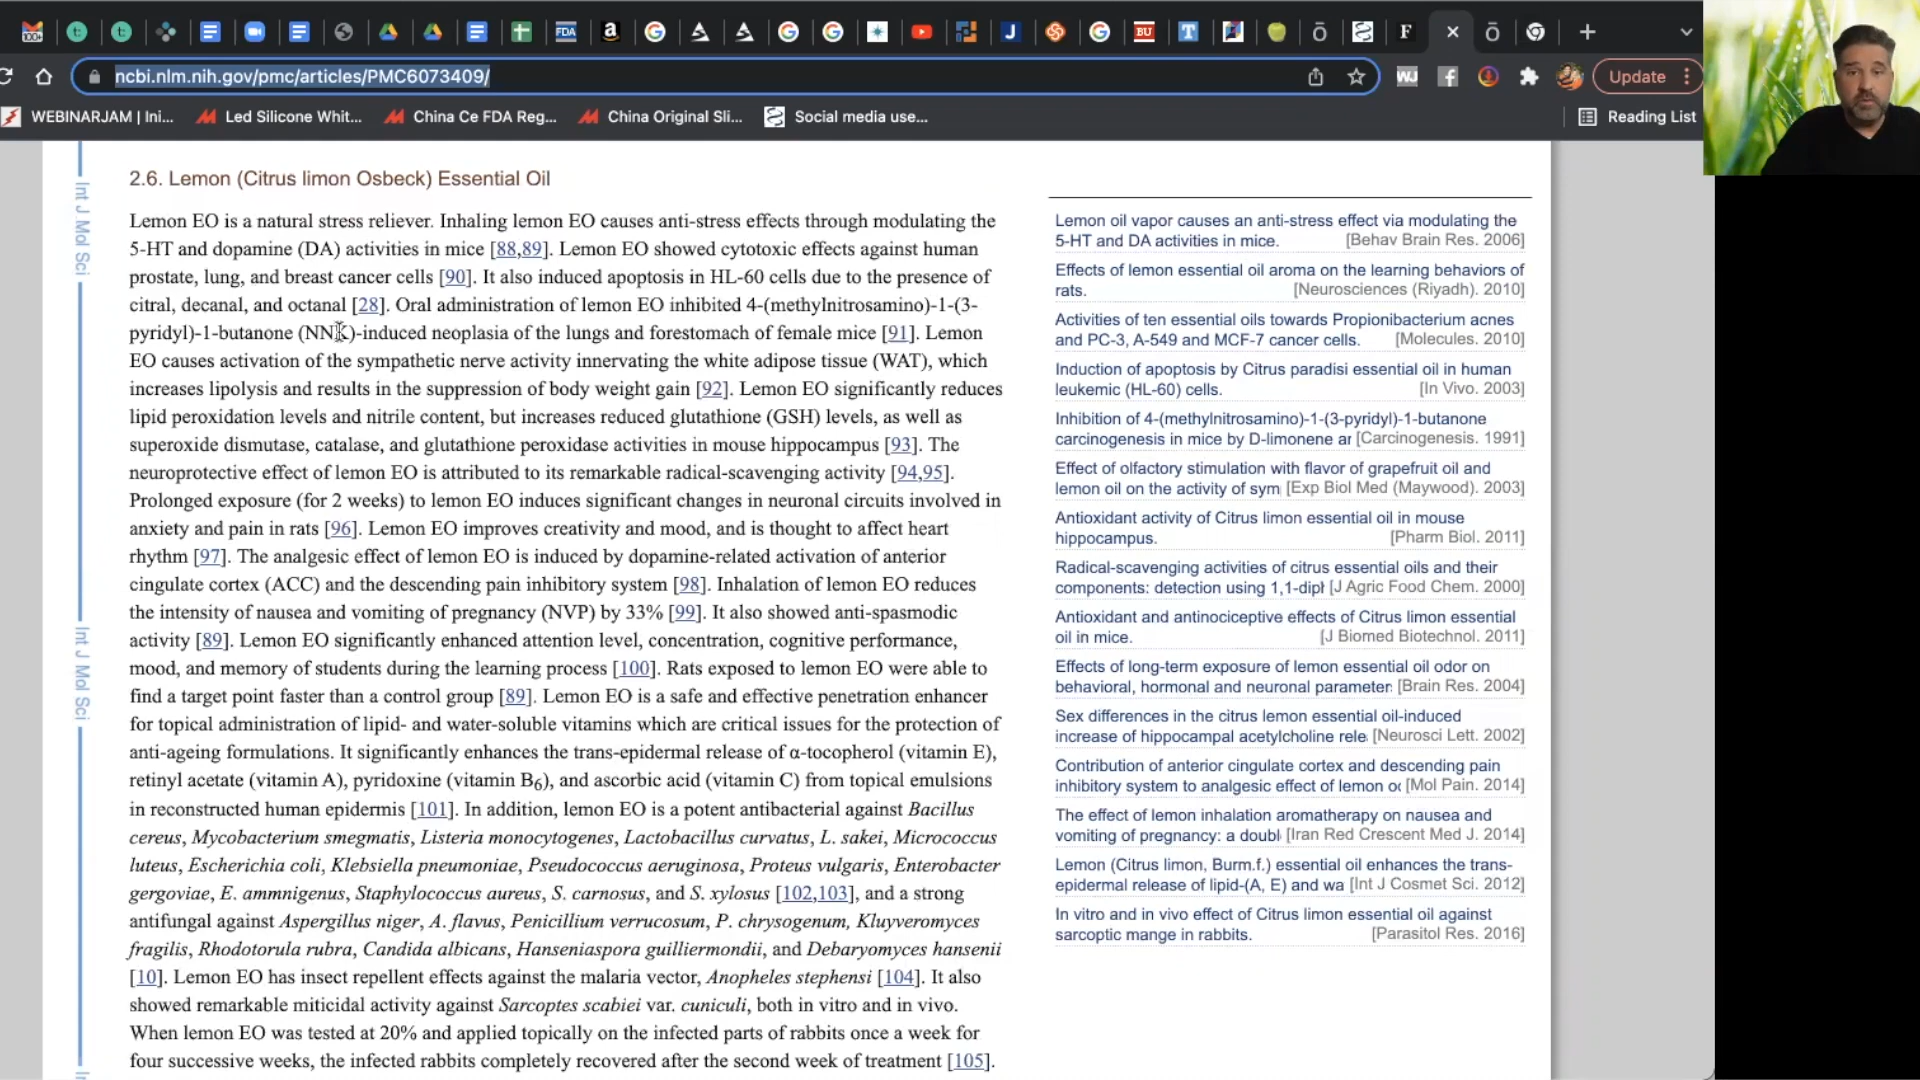 100+
FDA
BU
ncbi.nlm.nih.gov/pmc/articles/PMC6073409/
Update
WEBINARJAM | Ini...
Led Silicone Whit...
China Ce FDA Reg...
China Original Sli...
Social media use...
Reading List
Int J Mol Sci
Int J Mol Sci
2.6. Lemon (Citrus limon Osbeck) Essential Oil
Lemon EO is a natural stress reliever. Inhaling lemon EO causes anti-stress effects through modulating the
5-HT and dopamine (DA) activities in mice [88,89]. Lemon EO showed cytotoxic effects against human
prostate, lung, and breast cancer cells [90]. It also induced apoptosis in HL-60 cells due to the presence of
citral, decanal, and octanal [28]. Oral administration of lemon EO inhibited 4-(methylnitrosamino)-1-(3-
pyridyl)-1-butanone (NNK)-induced neoplasia of the lungs and forestomach of female mice [91]. Lemon
EO causes activation of the sympathetic nerve activity innervating the white adipose tissue (WAT), which
increases lipolysis and results in the suppression of body weight gain [92]. Lemon EO significantly reduces
lipid peroxidation levels and nitrile content, but increases reduced glutathione (GSH) levels, as well as
superoxide dismutase, catalase, and glutathione peroxidase activities in mouse hippocampus [93]. The
neuroprotective effect of lemon EO is attributed to its remarkable radical-scavenging activity [94,95].
Prolonged exposure (for 2 weeks) to lemon EO induces significant changes in neuronal circuits involved in
anxiety and pain in rats [96]. Lemon EO improves creativity and mood, and is thought to affect heart
rhythm [97]. The analgesic effect of lemon EO is induced by dopamine-related activation of anterior
cingulate cortex (ACC) and the descending pain inhibitory system [98]. Inhalation of lemon EO reduces
the intensity of nausea and vomiting of pregnancy (NVP) by 33% [99]. It also showed anti-spasmodic
activity [89]. Lemon EO significantly enhanced attention level, concentration, cognitive performance,
mood, and memory of students during the learning process [100]. Rats exposed to lemon EO were able to
find a target point faster than a control group [89]. Lemon EO is a safe and effective penetration enhancer
for topical administration of lipid- and water-soluble vitamins which are critical issues for the protection of
anti-ageing formulations. It significantly enhances the trans-epidermal release of α-tocopherol (vitamin E),
retinyl acetate (vitamin A), pyridoxine (vitamin B6), and ascorbic acid (vitamin C) from topical emulsions
in reconstructed human epidermis [101]. In addition, lemon EO is a potent antibacterial against Bacillus
cereus, Mycobacterium smegmatis, Listeria monocytogenes, Lactobacillus curvatus, L. sakei, Micrococcus
luteus, Escherichia coli, Klebsiella pneumoniae, Pseudococcus aeruginosa, Proteus vulgaris, Enterobacter
gergoviae, E. ammnigenus, Staphylococcus aureus, S. carnosus, and S. xylosus [102,103], and a strong
antifungal against Aspergillus niger, A. flavus, Penicillium verrucosum, P. chrysogenum, Kluyveromyces
fragilis, Rhodotorula rubra, Candida albicans, Hanseniaspora guilliermondii, and Debaryomyces hansenii
[10]. Lemon EO has insect repellent effects against the malaria vector, Anopheles stephensi [104]. It also
showed remarkable miticidal activity against Sarcoptes scabiei var. cuniculi, both in vitro and in vivo.
When lemon EO was tested at 20% and applied topically on the infected parts of rabbits once a week for
four successive weeks, the infected rabbits completely recovered after the second week of treatment [105].
Lemon oil vapor causes an anti-stress effect via modulating the
5-HT and DA activities in mice. [Behav Brain Res. 2006]
Effects of lemon essential oil aroma on the learning behaviors of
rats. [Neurosciences (Riyadh). 2010]
Activities of ten essential oils towards Propionibacterium acnes
and PC-3, A-549 and MCF-7 cancer cells. [Molecules. 2010]
Induction of apoptosis by Citrus paradisi essential oil in human
leukemic (HL-60) cells. [In Vivo. 2003]
Inhibition of 4-(methylnitrosamino)-1-(3-pyridyl)-1-butanone
carcinogenesis in mice by D-limonene ar [Carcinogenesis. 1991]
Effect of olfactory stimulation with flavor of grapefruit oil and
lemon oil on the activity of sym [Exp Biol Med (Maywood). 2003]
Antioxidant activity of Citrus limon essential oil in mouse
hippocampus. [Pharm Biol. 2011]
Radical-scavenging activities of citrus essential oils and their
components: detection using 1,1-dipl [J Agric Food Chem. 2000]
Antioxidant and antinociceptive effects of Citrus limon essential
oil in mice. [J Biomed Biotechnol. 2011]
Effects of long-term exposure of lemon essential oil odor on
behavioral, hormonal and neuronal parameter: [Brain Res. 2004]
Sex differences in the citrus lemon essential oil-induced
increase of hippocampal acetylcholine rele [Neurosci Lett. 2002]
Contribution of anterior cingulate cortex and descending pain
inhibitory system to analgesic effect of lemon oc [Mol Pain. 2014]
The effect of lemon inhalation aromatherapy on nausea and
vomiting of pregnancy: a doubl [Iran Red Crescent Med J. 2014]
Lemon (Citrus limon, Burm.f.) essential oil enhances the trans-
epidermal release of lipid-(A, E) and wa [Int J Cosmet Sci. 2012]
In vitro and in vivo effect of Citrus limon essential oil against
sarcoptic mange in rabbits. [Parasitol Res. 2016]